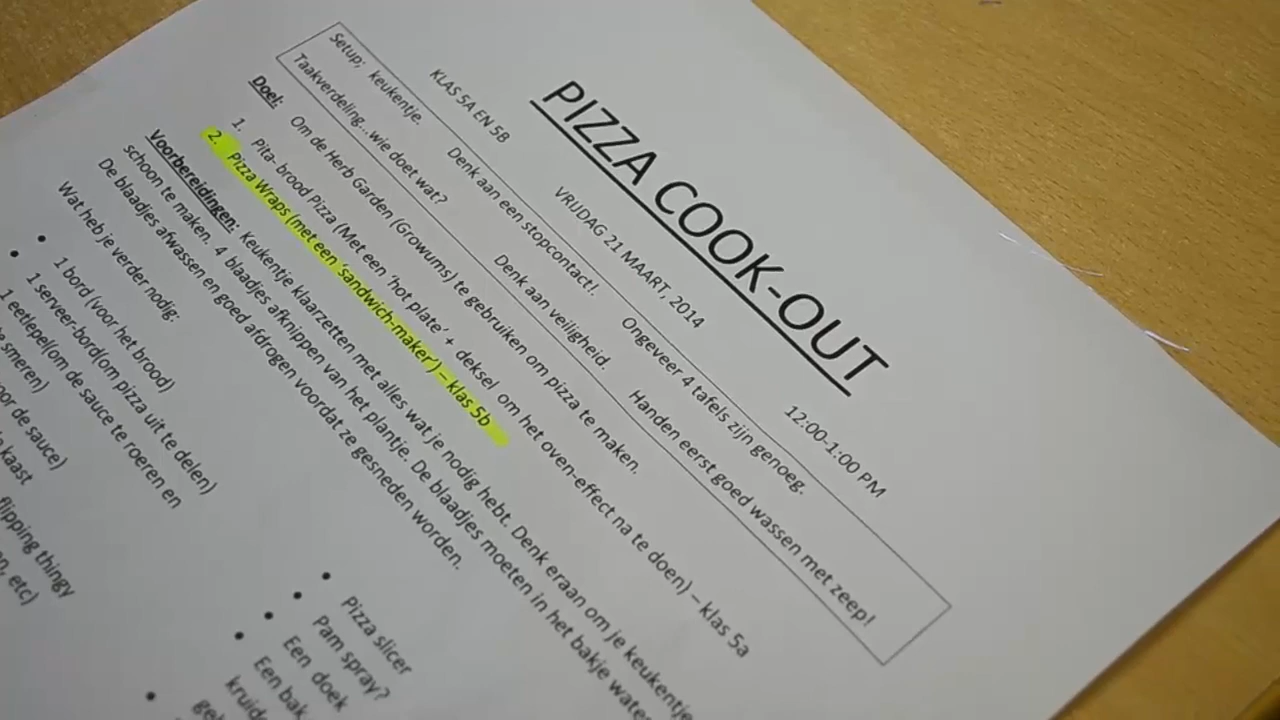 PIZZA COOK-OUT
KLAS 5A EN 5B VRIJDAG 21 MAART, 2014 12:00-1:00 PM
Setup; keukentje. Denk aan een stopcontact!. Ongeveer 4 tafels zijn genoeg.
Taakverdeling...wie doet wat? Denk aan veiligheid. Handen eerst goed wassen met zeep!
Doel: Om de Herb Garden (Growums) te gebruiken om pizza te maken.
1. Pita-brood Pizza (Met een 'hot plate' + deksel om het oven-effect na te doen) – klas 5a
2. Pizza Wraps (met een 'sandwich-maker') – klas 5b
Voorbereidingen: Keukentje klaarzetten met alles wat je nodig hebt. Denk eraan om je keukentje
schoon te maken. 4 blaadjes afknippen van het plantje. De blaadjes moeten in het bakje
De blaadjes afwassen en goed afdrogen voordat ze gesneden worden.
Wat heb je verder nodig:
• 1 bord (voor het brood)
• 1 serveer-bord(om pizza uit te delen)
1 eetlepel(om de sauce te roeren en
smeren)
de sauce)
kaast
flipping thingy
etc)
• Pizza slicer
• Pam spray?
• Een doek
• Een bak